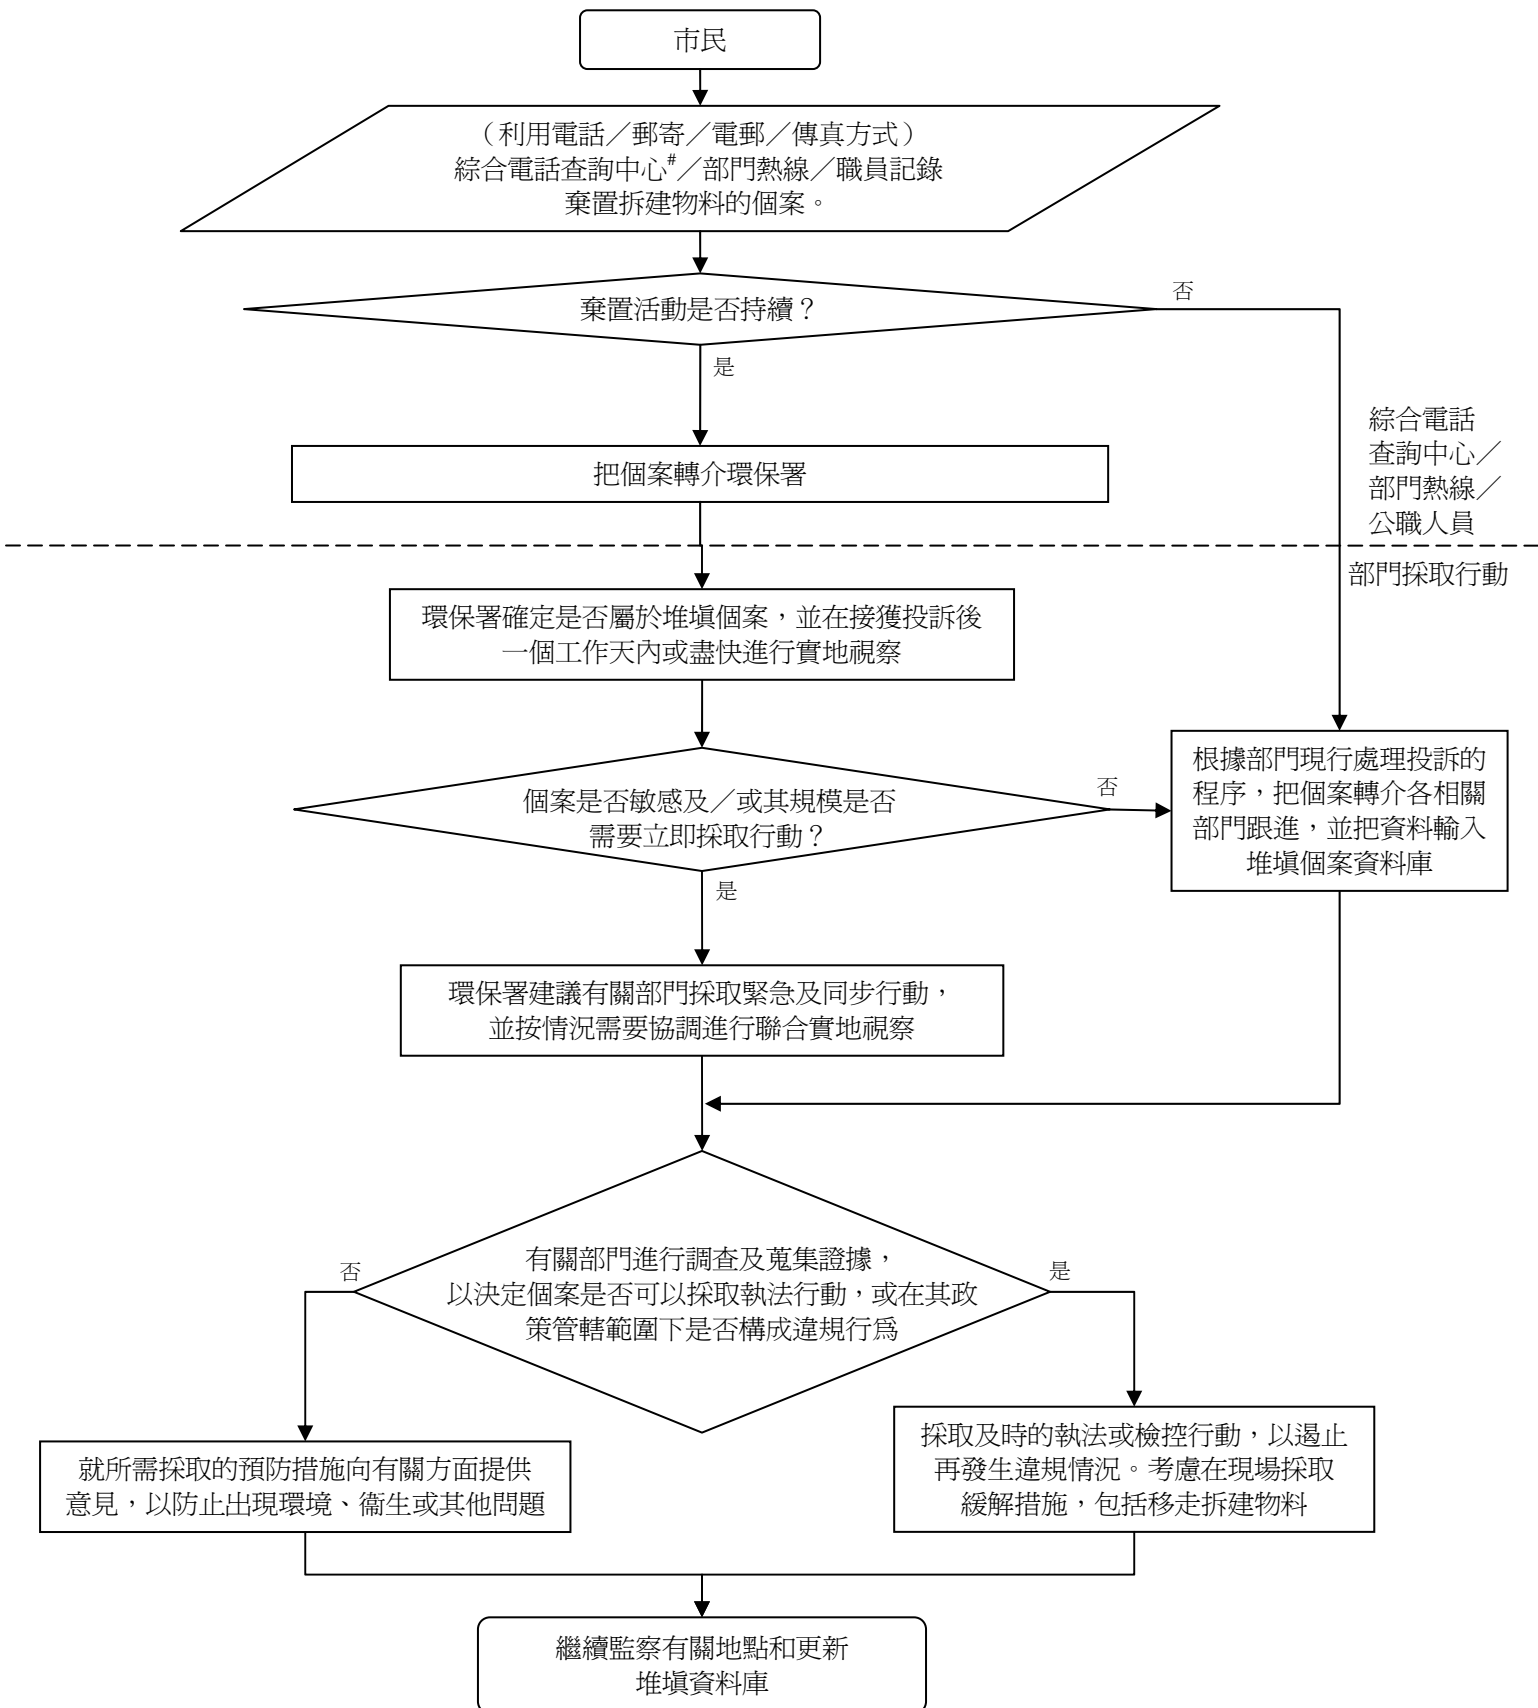 市民
（利用電話／郵寄／電郵／傳真方式）
綜合電話查詢中心#／部門熱線／職員記錄
棄置拆建物料的個案。
棄置活動是否持續？
否
是
把個案轉介環保署
綜合電話
查詢中心／
部門熱線／
公職人員
部門採取行動
環保署確定是否屬於堆填個案，並在接獲投訴後
一個工作天內或盡快進行實地視察
個案是否敏感及／或其規模是否
需要立即採取行動？
否
是
根據部門現行處理投訴的
程序，把個案轉介各相關
部門跟進，並把資料輸入
堆填個案資料庫
環保署建議有關部門採取緊急及同步行動，
並按情況需要協調進行聯合實地視察
有關部門進行調查及蒐集證據，
以決定個案是否可以採取執法行動，或在其政
策管轄範圍下是否構成違規行爲
否
是
就所需採取的預防措施向有關方面提供
意見，以防止出現環境、衞生或其他問題
採取及時的執法或檢控行動，以遏止
再發生違規情況。考慮在現場採取
緩解措施，包括移走拆建物料
繼續監察有關地點和更新
堆填資料庫